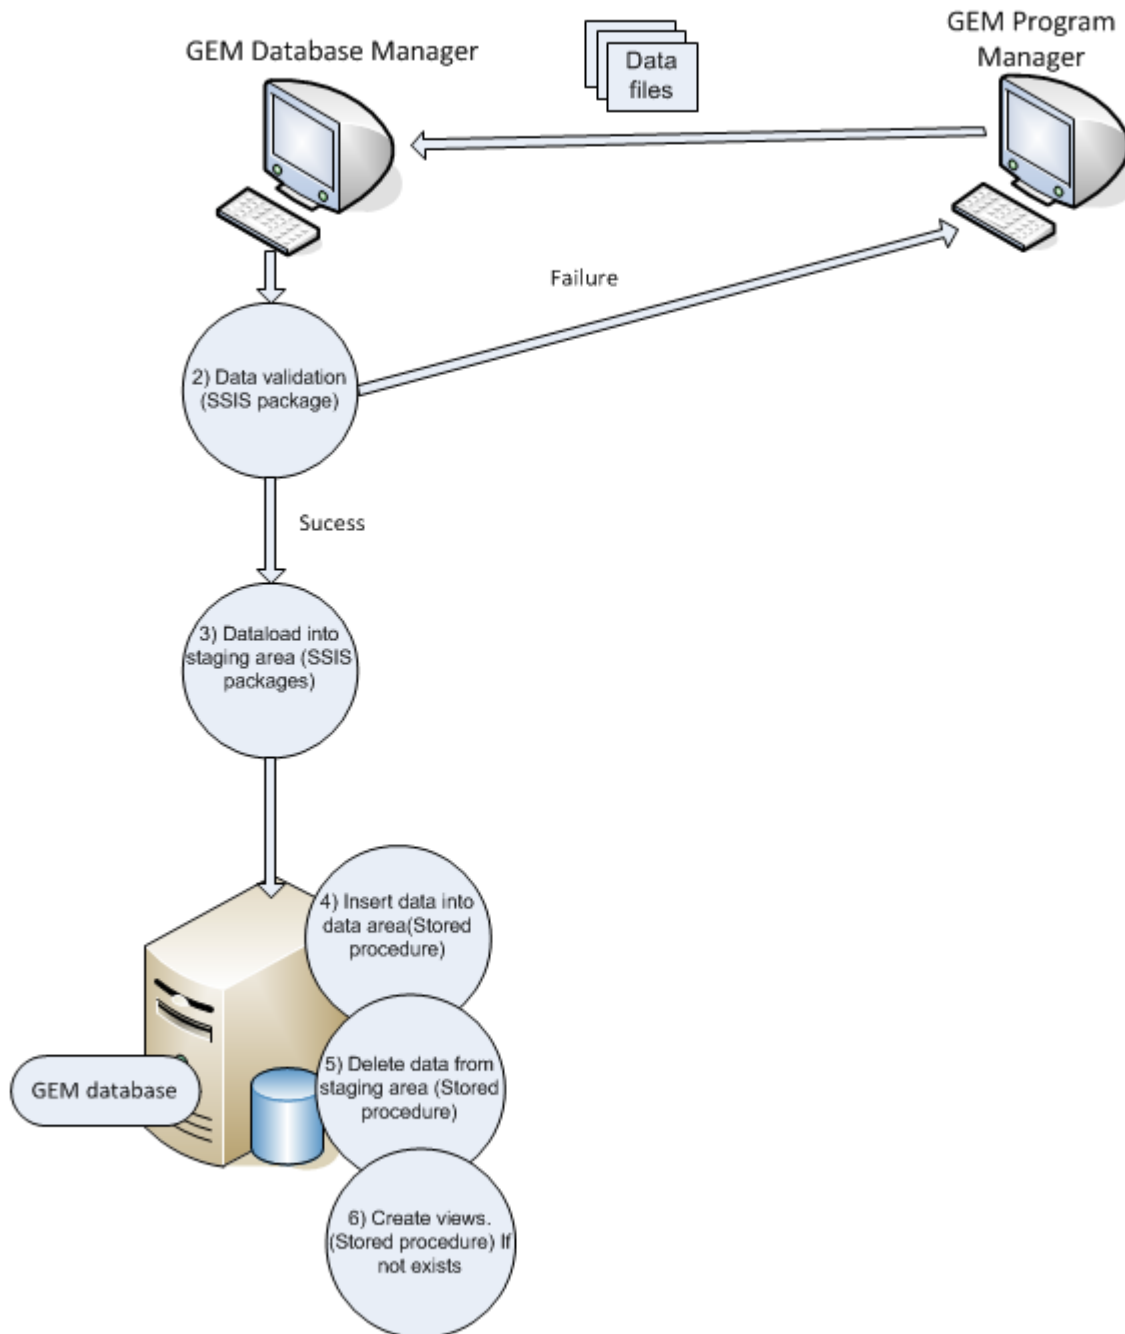 GEM Database Manager
Data
files
GEM Program
Manager
Failure
2) Data validation
(SSIS package)
Sucess
3) Dataload into
staging area (SSIS
packages)
4) Insert data into
data area(Stored
procedure)
GEM database
5) Delete data from
staging area (Stored
procedure)
6) Create views.
(Stored procedure) If
not exists